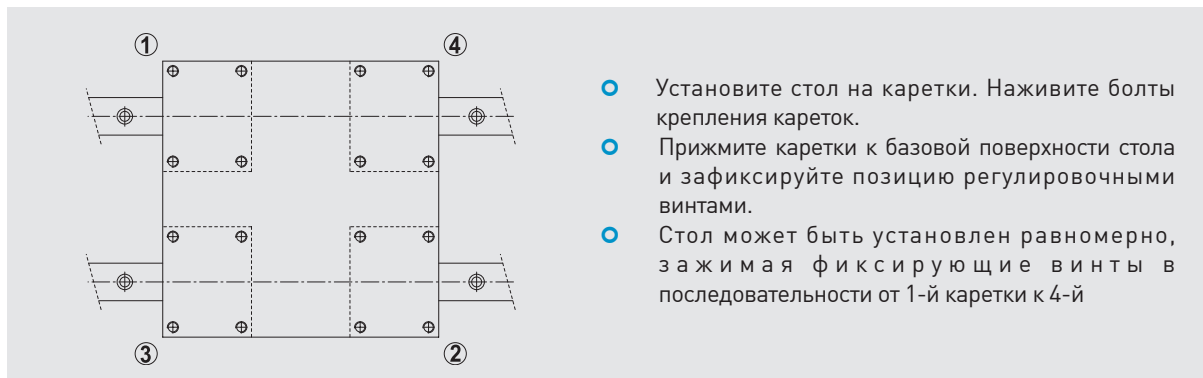 1
4
3
2
Установите стол на каретки. Наживите болты
крепления кареток.
Прижмите каретки к базовой поверхности стола
и зафиксируйте позицию регулировочными
винтами.
Стол может быть установлен равномерно,
зажимая фиксирующие винты в
последовательности от 1-й каретки к 4-й